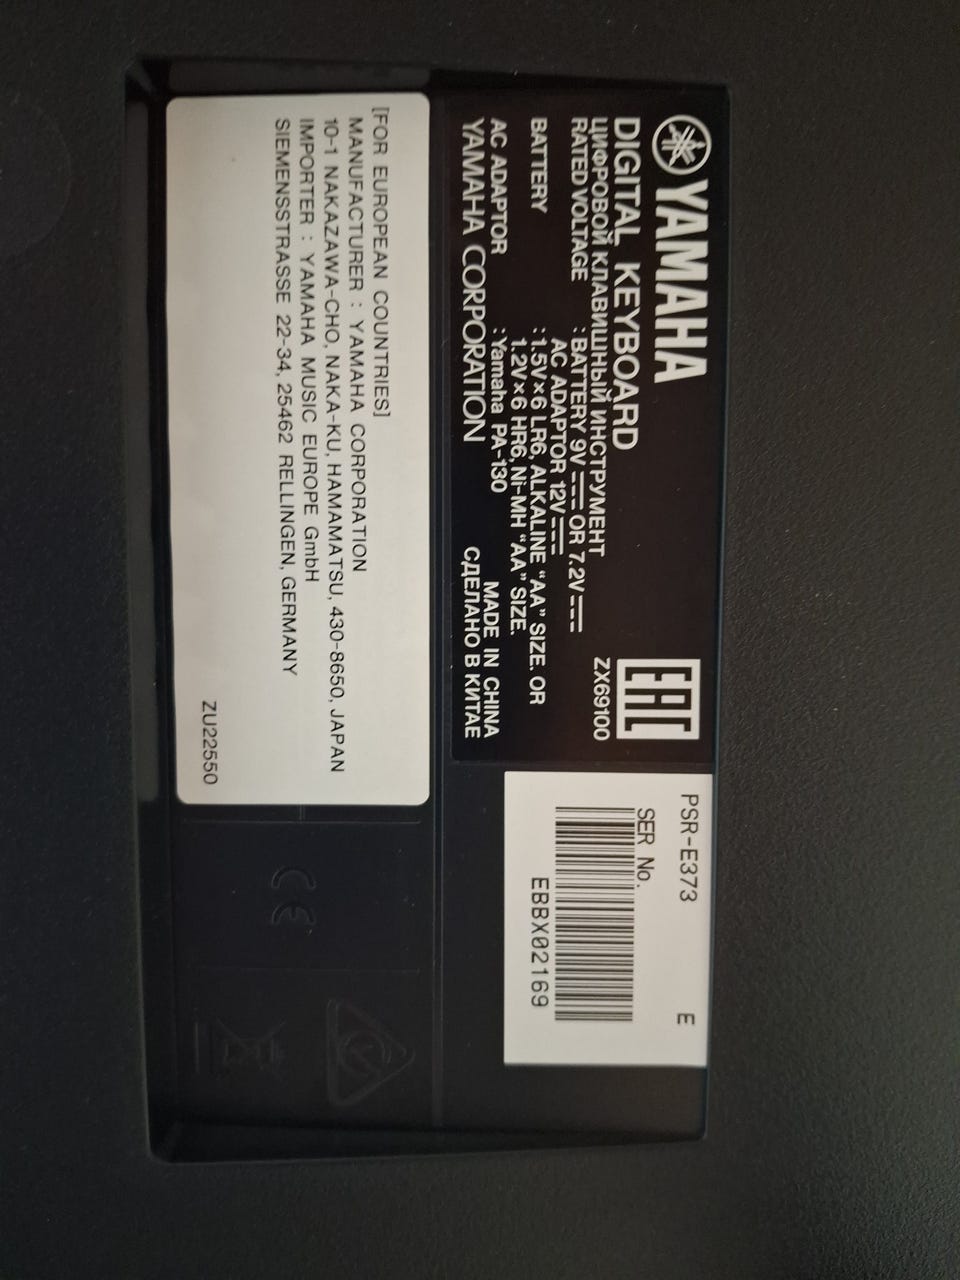 YAMAHA
EAC
DIGITAL KEYBOARD
ZX69100
ЦИФРОВОЙ КЛАВИШНЫЙ ИНСТРУМЕНТ
RATED VOLTAGE : BATTERY 9V OR 7.2V
AC ADAPTOR 12V
BATTERY : 1.5V×6 LR6, ALKALINE “AA” SIZE. OR
1.2V×6 HR6, Ni-MH “AA” SIZE.
AC ADAPTOR : Yamaha PA-130
MADE IN CHINA
YAMAHA CORPORATION
СДЕЛАНО В КИТАЕ
PSR-E373 E
SER No.
EBBX02169
[FOR EUROPEAN COUNTRIES]
MANUFACTURER : YAMAHA CORPORATION
10-1 NAKAZAWA-CHO, NAKA-KU, HAMAMATSU, 430-8650, JAPAN
IMPORTER : YAMAHA MUSIC EUROPE GmbH
SIEMENSSTRASSE 22-34, 25462 RELLINGEN, GERMANY
ZU22550
CE